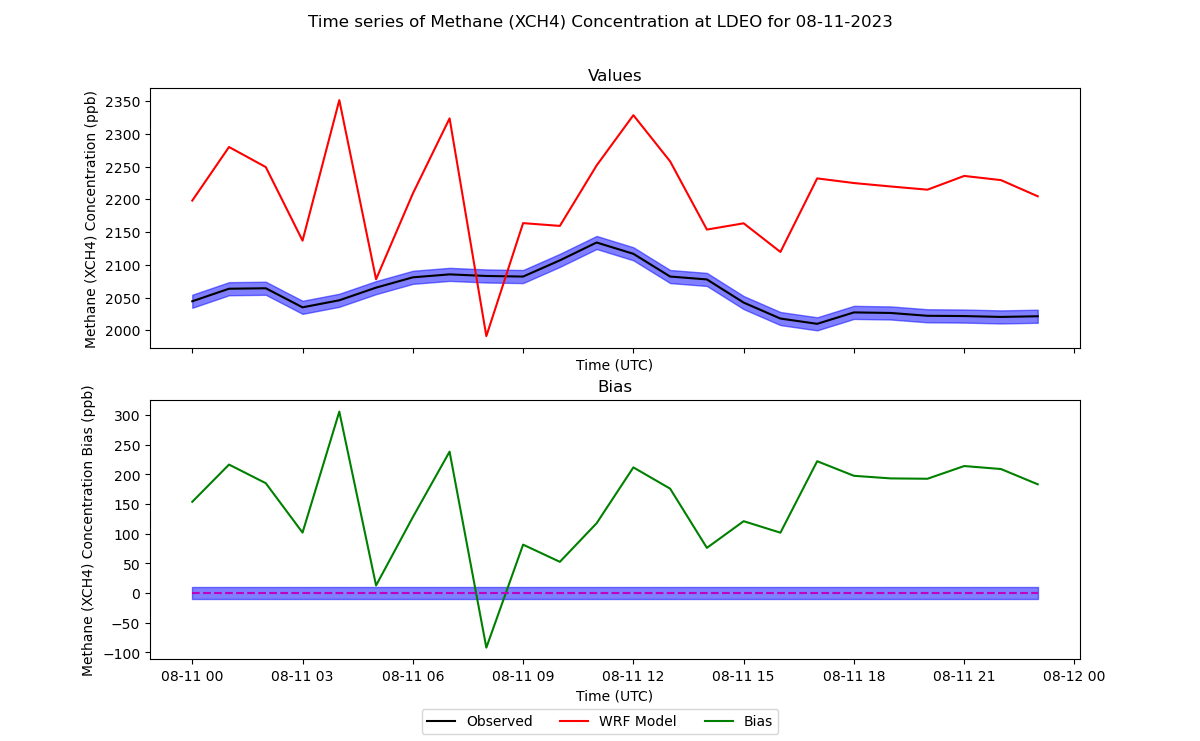 Time series of Methane (XCH4) Concentration at LDEO for 08-11-2023
Values
Methane (XCH4) Concentration (ppb)
2350
2300
2250
2200
2150
2100
2050
2000
Time (UTC)
Bias
Methane (XCH4) Concentration Bias (ppb)
300
250
200
150
100
50
0
−50
−100
08-11 00 08-11 03 08-11 06 08-11 09 08-11 12 08-11 15 08-11 18 08-11 21 08-12 00
Time (UTC)
Observed WRF Model Bias